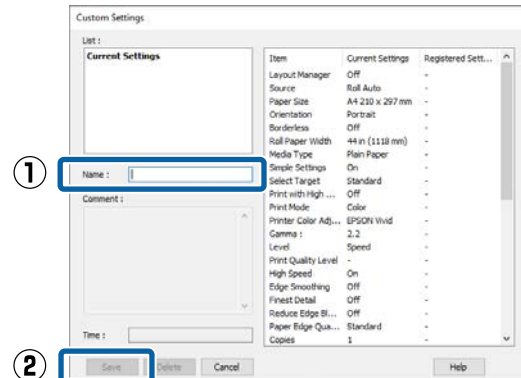 Custom Settings
List :
Current Settings
① Name :
Comment :
Time :
② Save Delete Cancel Help
Item Current Settings Registered Sett...
Layout Manager Off -
Source Roll Auto -
Paper Size A4 210 x 297 mm -
Orientation Portrait -
Borderless Off -
Roll Paper Width 44 in (1118 mm) -
Media Type Plain Paper -
Simple Settings On -
Select Target Standard -
Print with High ... Off -
Print Mode Color -
Printer Color Adj... EPSON Vivid -
Gamma : 2.2 -
Level Speed -
Print Quality Level - -
High Speed On -
Edge Smoothing Off -
Finest Detail Off -
Reduce Edge Bl... Off -
Paper Edge Qua... Standard -
Copies 1 -